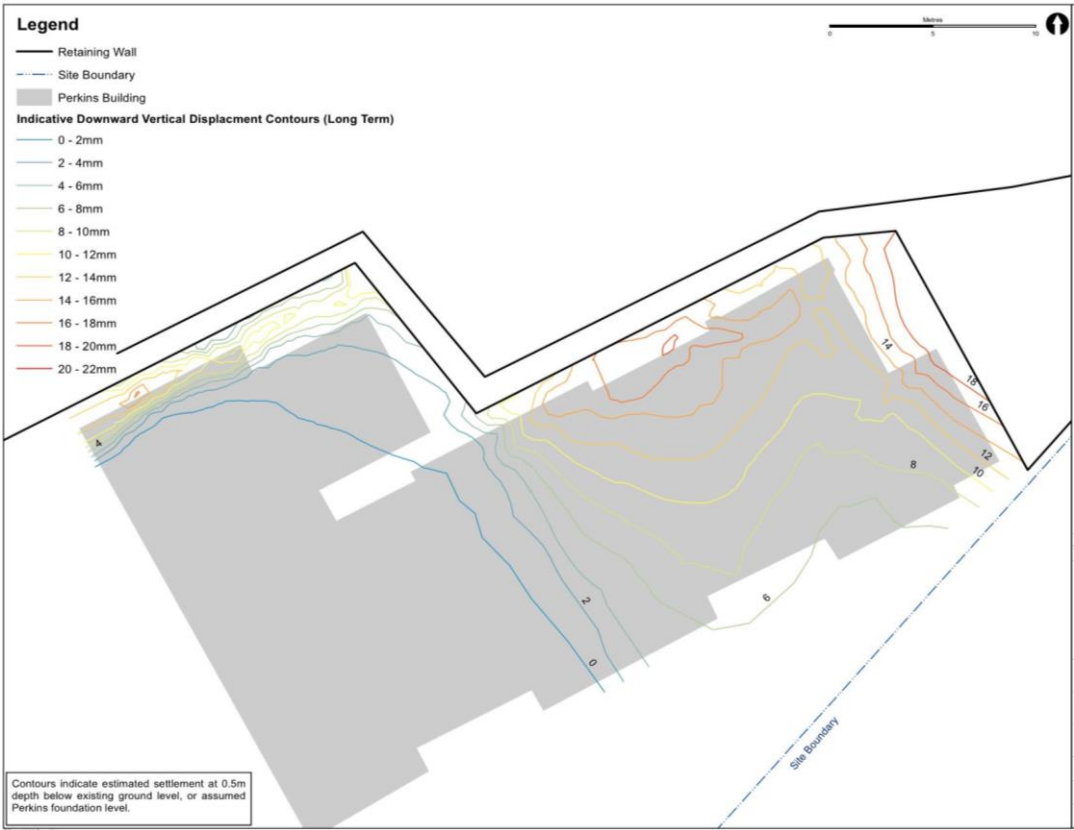 Legend
Retaining Wall
Site Boundary
Perkins Building
Indicative Downward Vertical Displacment Contours (Long Term)
0 - 2mm
2 - 4mm
4 - 6mm
6 - 8mm
8 - 10mm
10 - 12mm
12 - 14mm
14 - 16mm
16 - 18mm
18 - 20mm
20 - 22mm
Metres
0 5 10
14
18
16
12
10
8
4
6
2
0
Site Boundary
Contours indicate estimated settlement at 0.5m
depth below existing ground level, or assumed
Perkins foundation level.